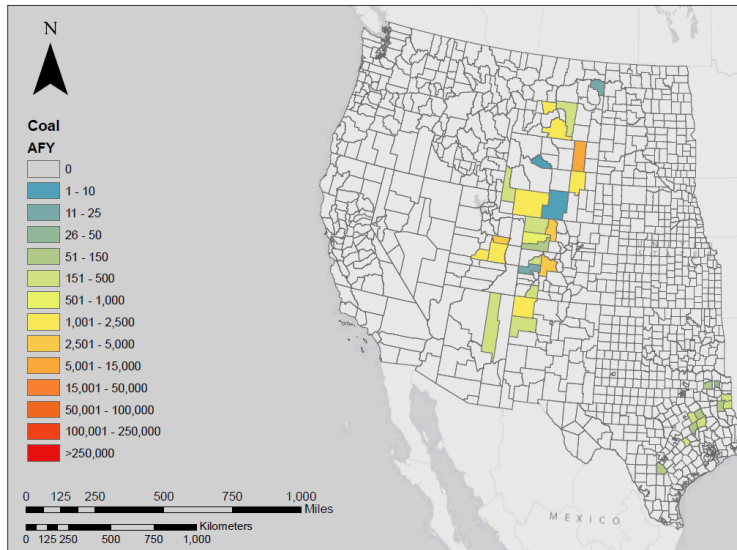 N
Coal
AFY
0
1 - 10
11 - 25
26 - 50
51 - 150
151 - 500
501 - 1,000
1,001 - 2,500
2,501 - 5,000
5,001 - 15,000
15,001 - 50,000
50,001 - 100,000
100,001 - 250,000
>250,000
0 125 250 500 750 1,000
Miles
Kilometers
0 125 250 500 750 1,000
MEXICO